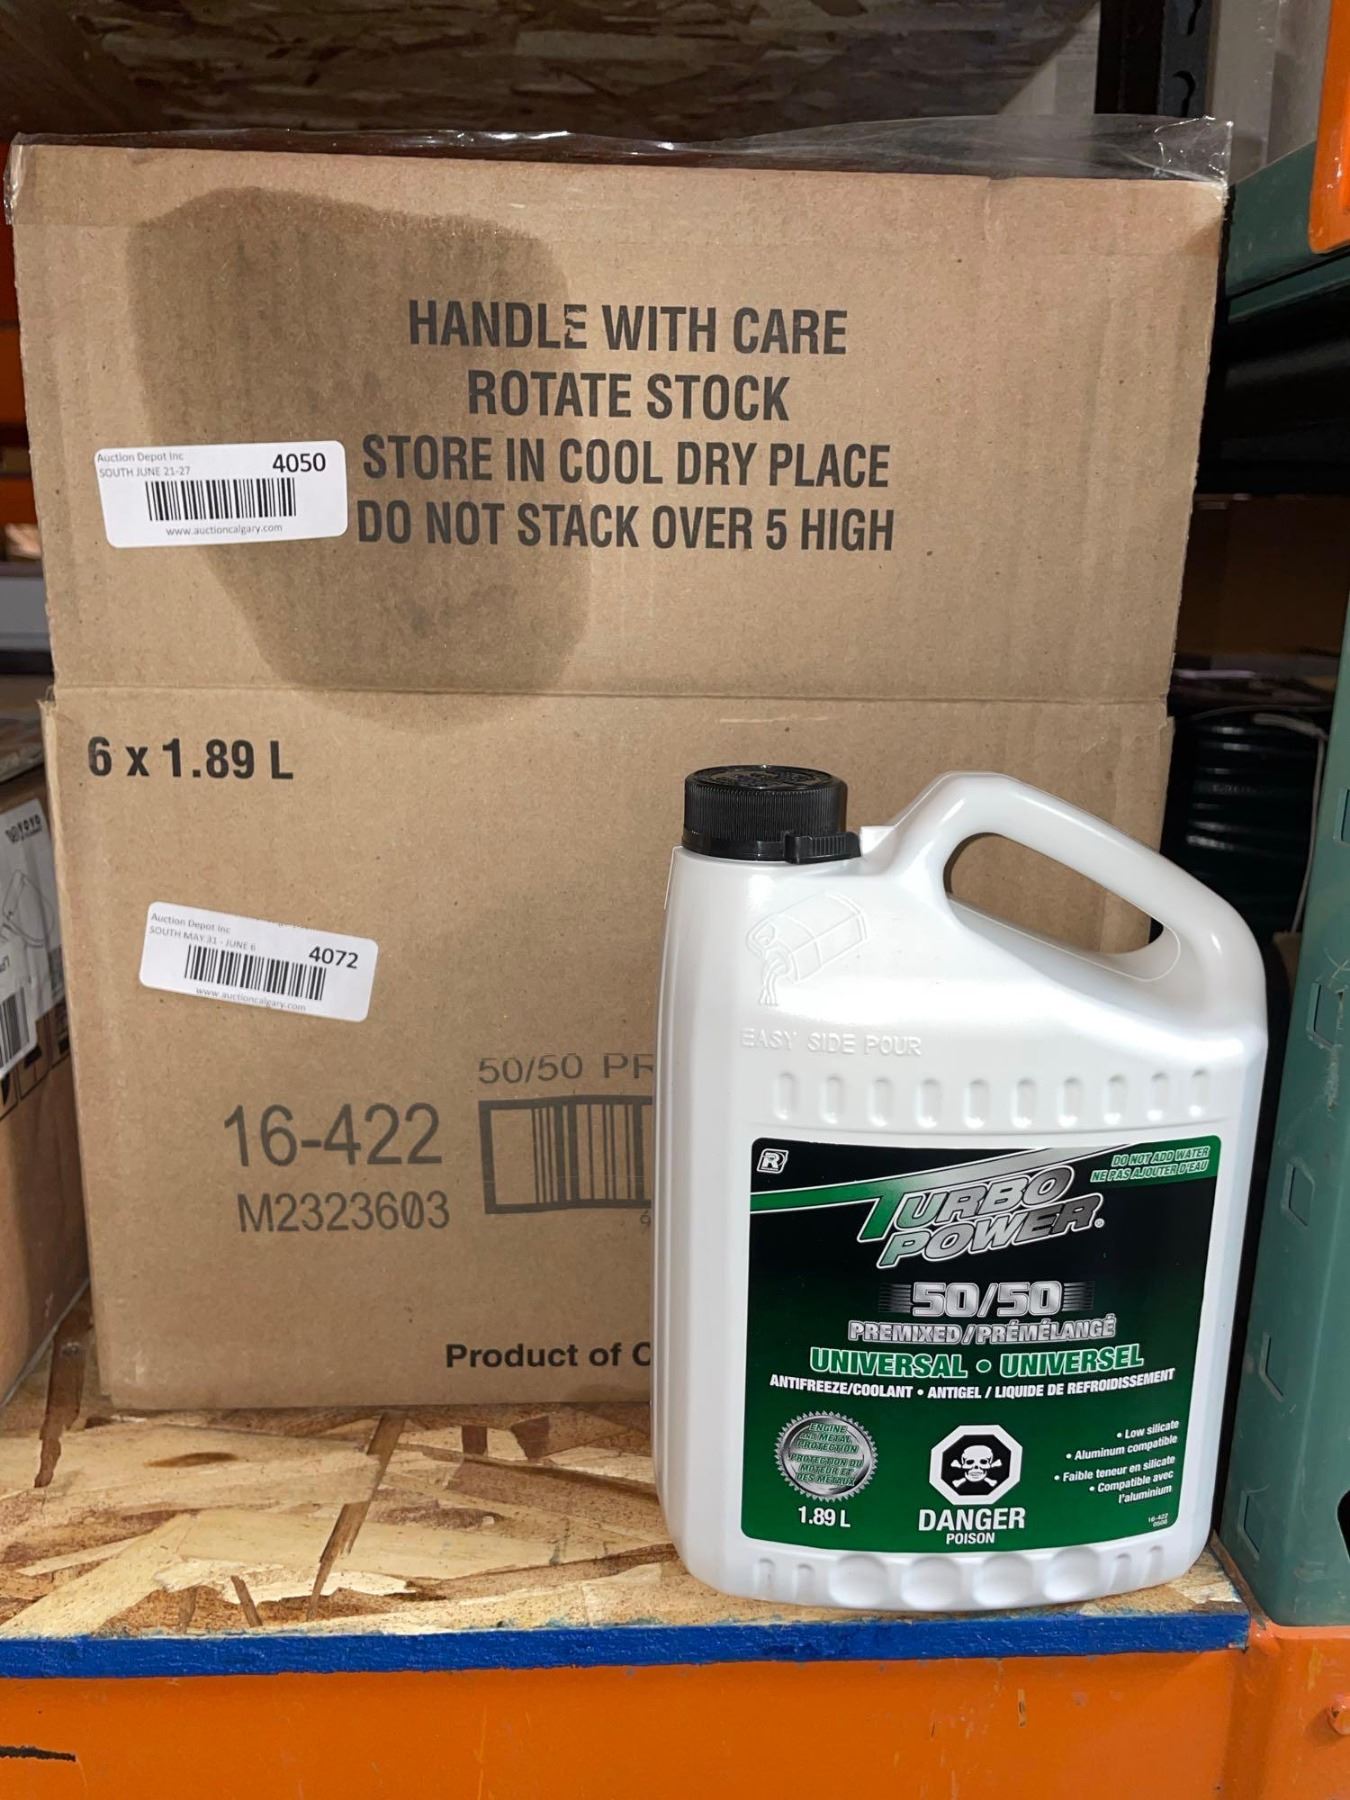 HANDLE WITH CARE
ROTATE STOCK
STORE IN COOL DRY PLACE
DO NOT STACK OVER 5 HIGH
Auction Depot Inc
SOUTH JUNE 21-27
4050
www.auctioncalgary.com
6 x 1.89 L
Auction Depot Inc
SOUTH MAY 31 - JUNE 6
4072
www.auctioncalgary.com
50/50 PR
16-422
M2323603
Product of C
EASY SIDE POUR
R
DO NOT ADD WATER
NE PAS AJOUTER D'EAU
TURBO
POWER®
50/50
PREMIXED/PRÉMÉLANGÉ
UNIVERSAL • UNIVERSEL
ANTIFREEZE/COOLANT • ANTIGEL / LIQUIDE DE REFROIDISSEMENT
ENGINE
AND METAL
PROTECTION
PROTECTION DU
MOTEUR ET
DES MÉTAUX
1.89 L
DANGER
POISON
• Low silicate
• Aluminum compatible
• Faible teneur en silicate
• Compatible avec
l'aluminium
16-422